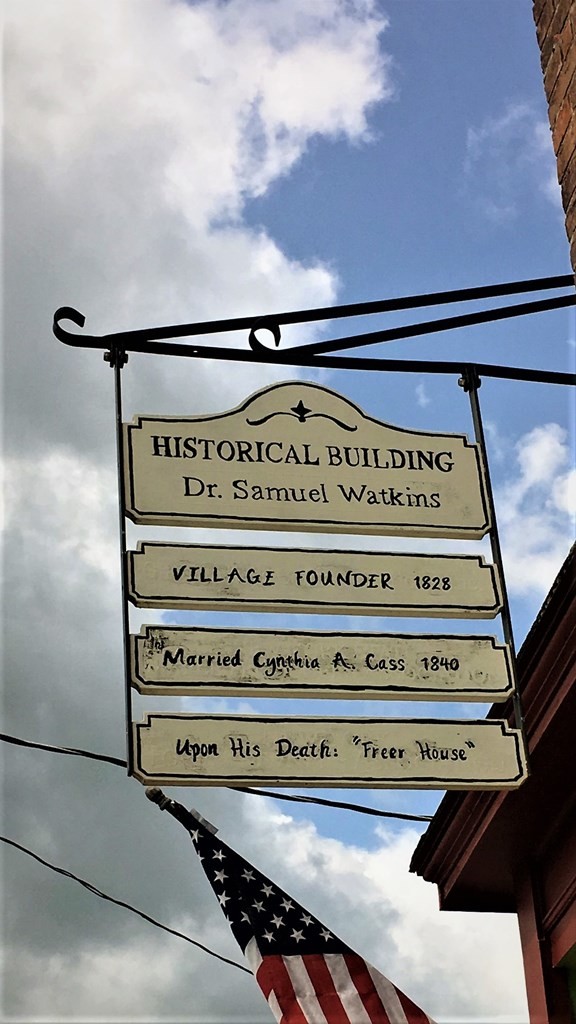 HISTORICAL BUILDING
Dr. Samuel Watkins
VILLAGE FOUNDER 1828
Married Cynthia A. Cass 1840
Upon His Death: "Freer House"